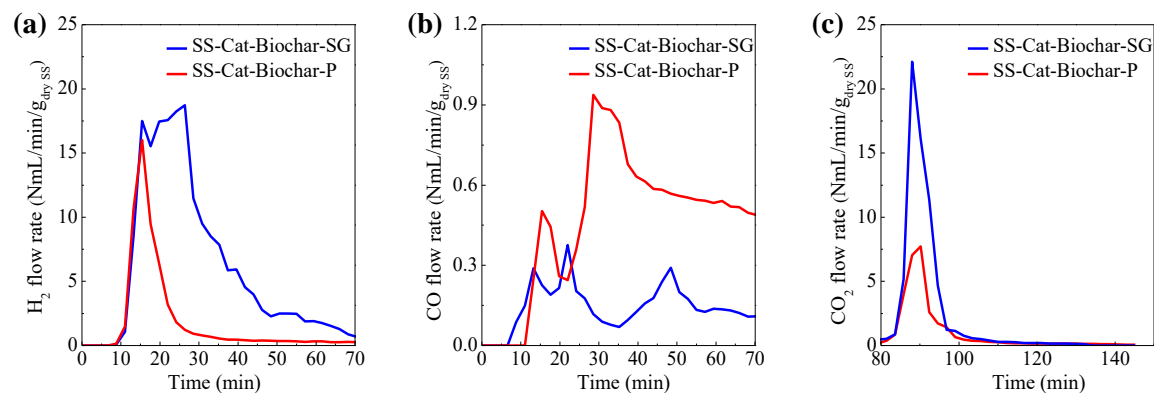 (a)
25
20
15
10
5
0
H2 flow rate (NmL/min/gdry SS)
SS-Cat-Biochar-SG
SS-Cat-Biochar-P
0 10 20 30 40 50 60 70
Time (min)
(b)
1.2
0.9
0.6
0.3
0.0
CO flow rate (NmL/min/gdry SS)
SS-Cat-Biochar-SG
SS-Cat-Biochar-P
0 10 20 30 40 50 60 70
Time (min)
(c)
25
20
15
10
5
0
CO2 flow rate (NmL/min/gdry SS)
SS-Cat-Biochar-SG
SS-Cat-Biochar-P
80 100 120 140
Time (min)